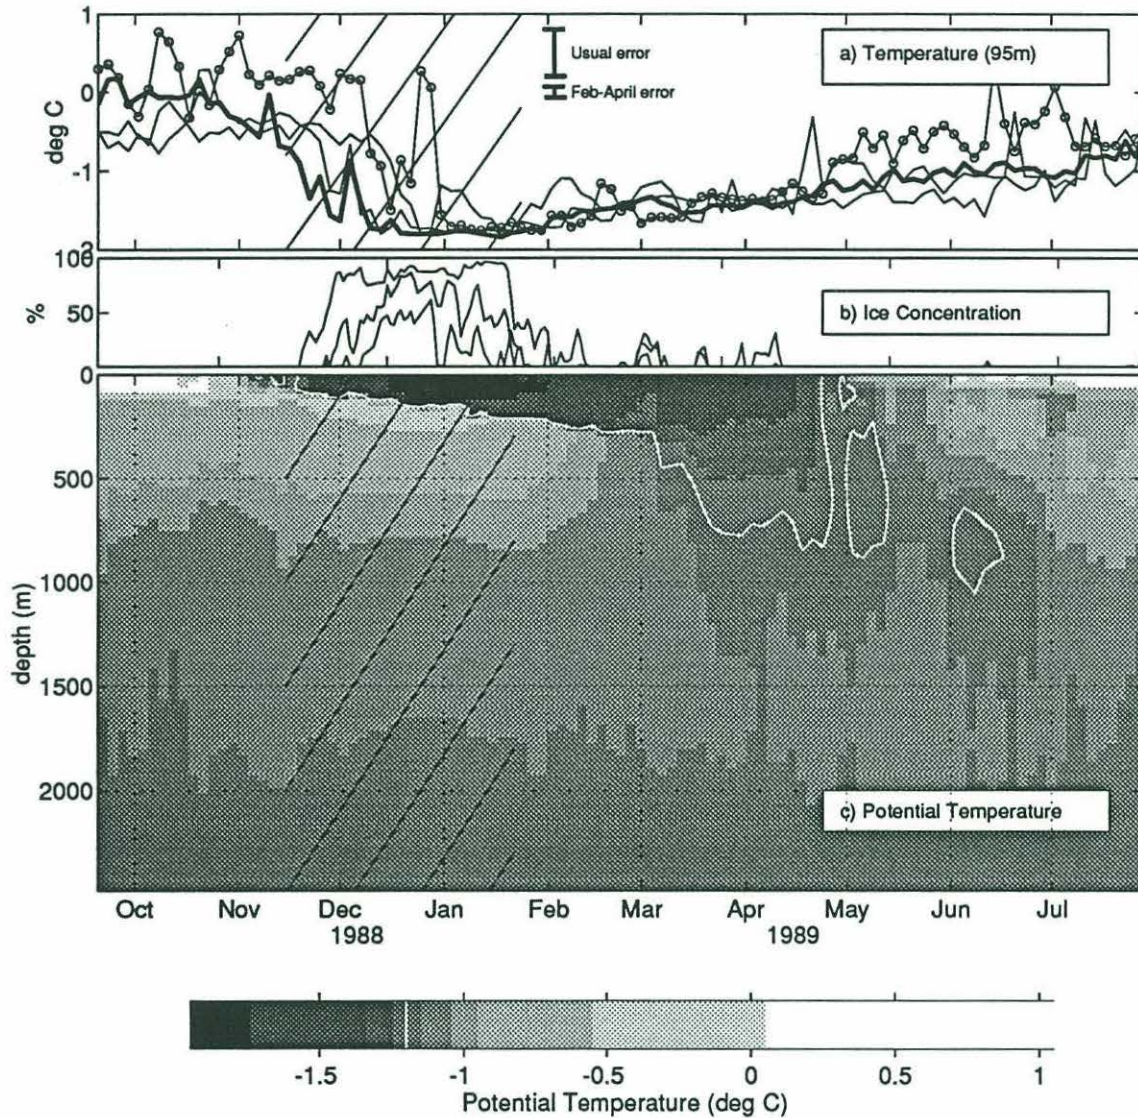 1
0
-1
-2
deg C
Usual error
Feb-April error
a) Temperature (95m)
100
50
%
b) Ice Concentration
0
500
1000
1500
2000
depth (m)
c) Potential Temperature
Oct Nov Dec Jan Feb Mar Apr May Jun Jul
1988 1989
-1.5 -1 -0.5 0 0.5 1
Potential Temperature (deg C)